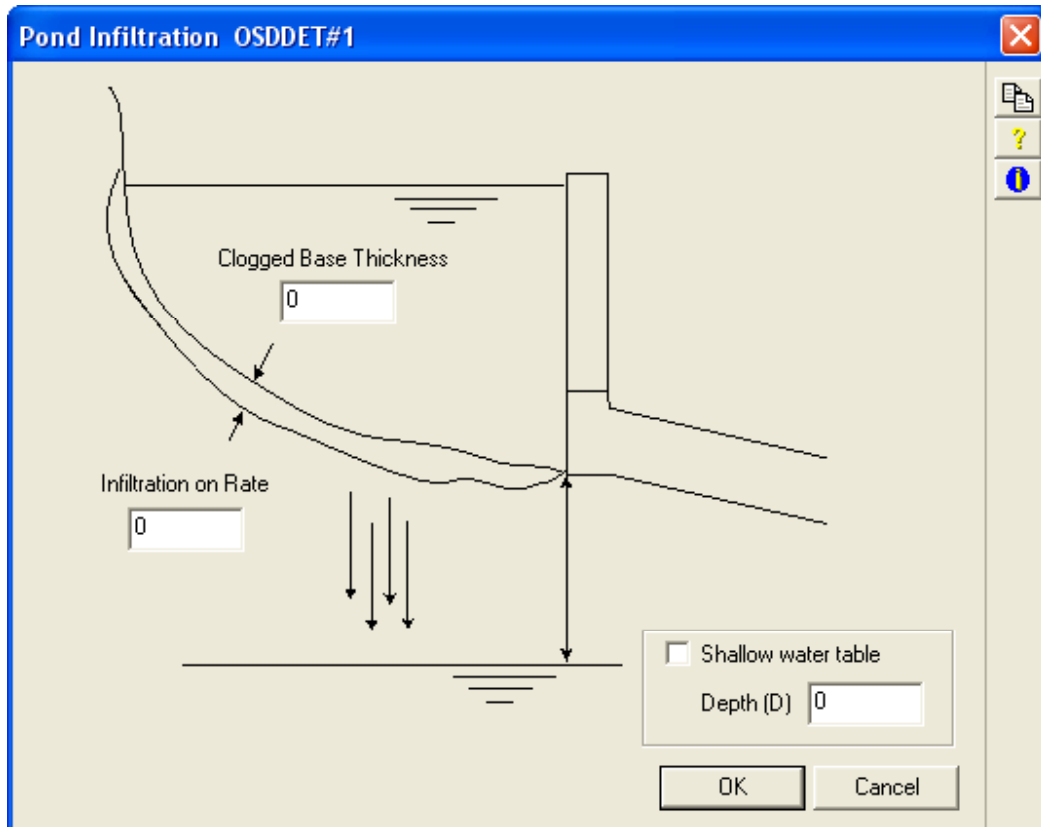 Pond Infiltration OSDDET#1
Clogged Base Thickness
0
Infiltration on Rate
0
Shallow water table
Depth (D) 0
OK Cancel
?
i